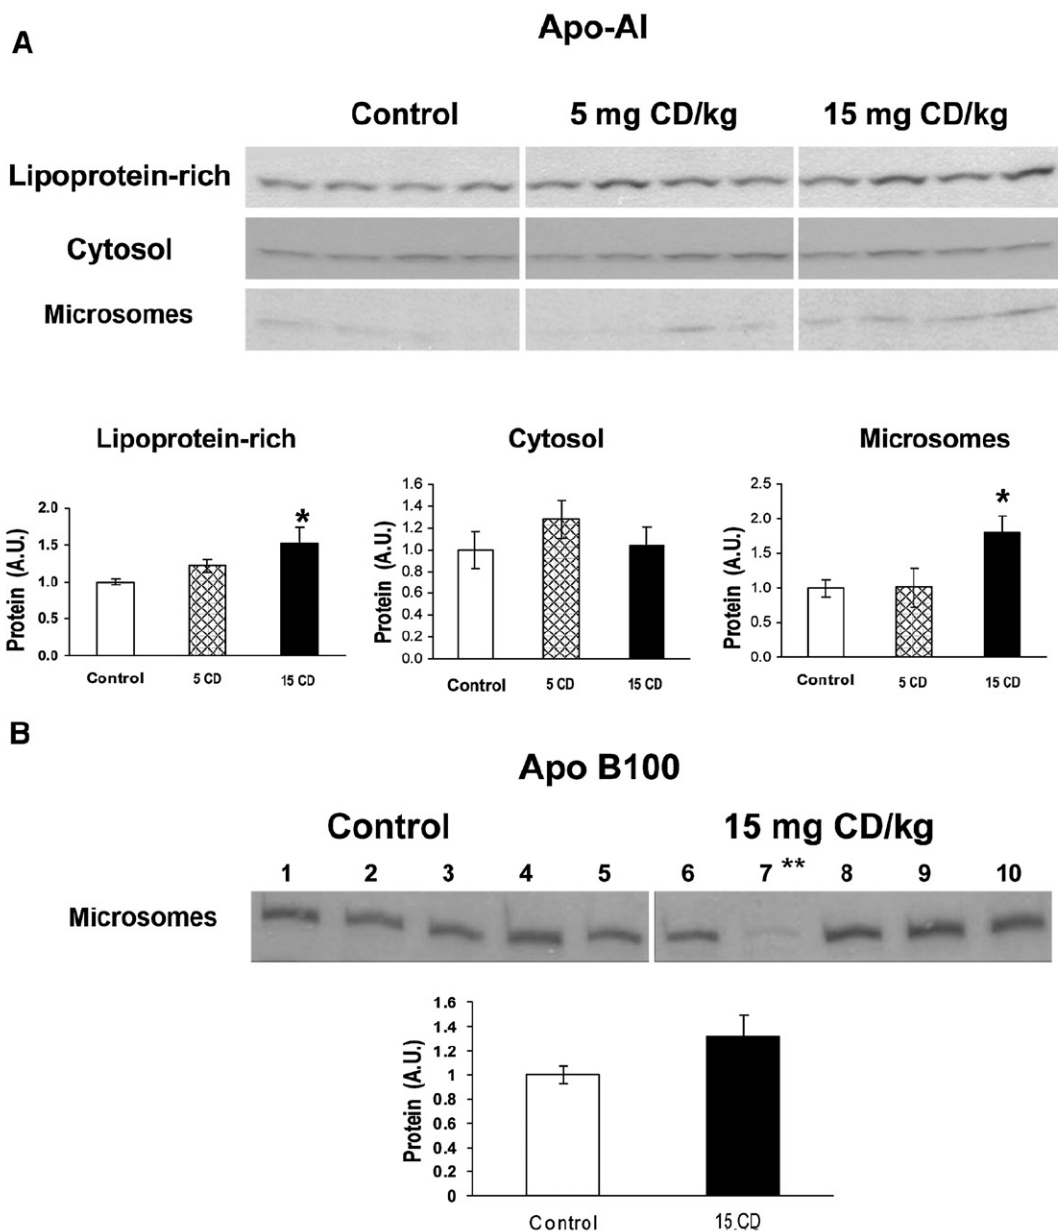 A
Apo-AI
Control 5 mg CD/kg 15 mg CD/kg
Lipoprotein-rich
Cytosol
Microsomes
Lipoprotein-rich
Protein (A.U.)
2.0
1.5
1.0
0.5
0.0
Control 5 CD 15 CD
*
Cytosol
Protein (A.U.)
1.6
1.4
1.2
1.0
0.8
0.6
0.4
0.2
0.0
Control 5 CD 15 CD
Microsomes
Protein (A.U.)
2.5
2.0
1.5
1.0
0.5
0.0
Control 5 CD 15 CD
*
B
Apo B100
Control 15 mg CD/kg
1 2 3 4 5 6 7 ** 8 9 10
Microsomes
Protein (A.U.)
1.6
1.4
1.2
1
0.8
0.6
0.4
0.2
0
Control 15 CD